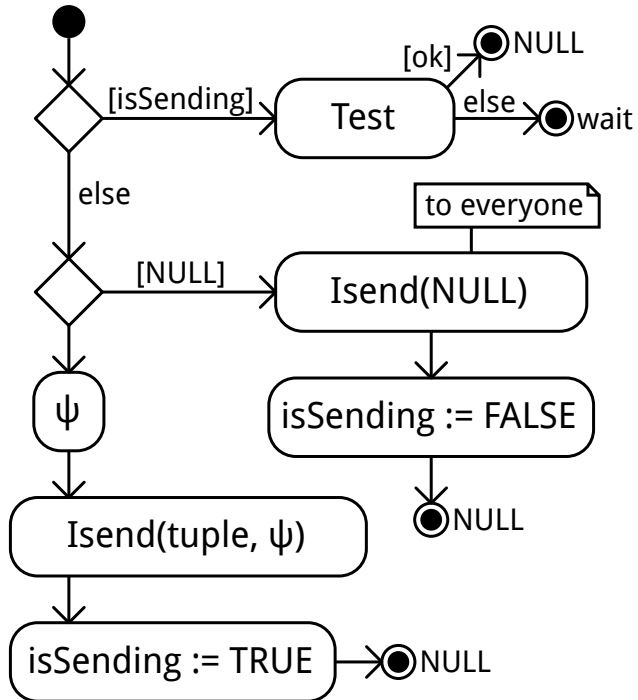 [ok]
NULL
[isSending]
Test
else
wait
else
to everyone
[NULL]
Isend(NULL)
ψ
isSending := FALSE
NULL
Isend(tuple, ψ)
isSending := TRUE
NULL